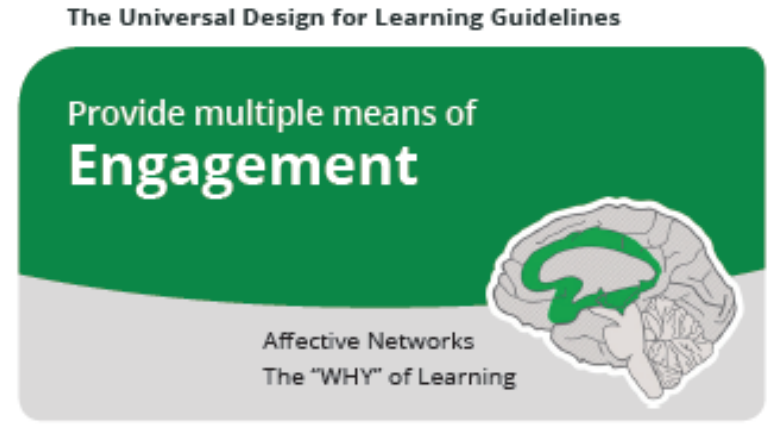 The Universal Design for Learning Guidelines
Provide multiple means of
Engagement
Affective Networks
The “WHY” of Learning